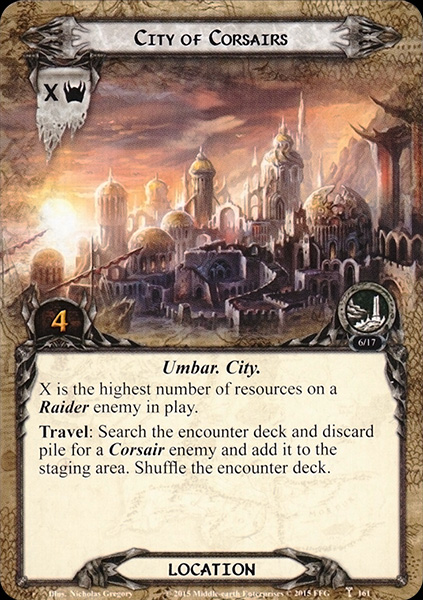 CITY OF CORSAIRS
X
4
6/17
Umbar. City.
X is the highest number of resources on a
Raider enemy in play.
Travel: Search the encounter deck and discard
pile for a Corsair enemy and add it to the
staging area. Shuffle the encounter deck.
LOCATION
Illus. Nicholas Gregory © 2015 Middle-earth Enterprises © 2015 FFG 161